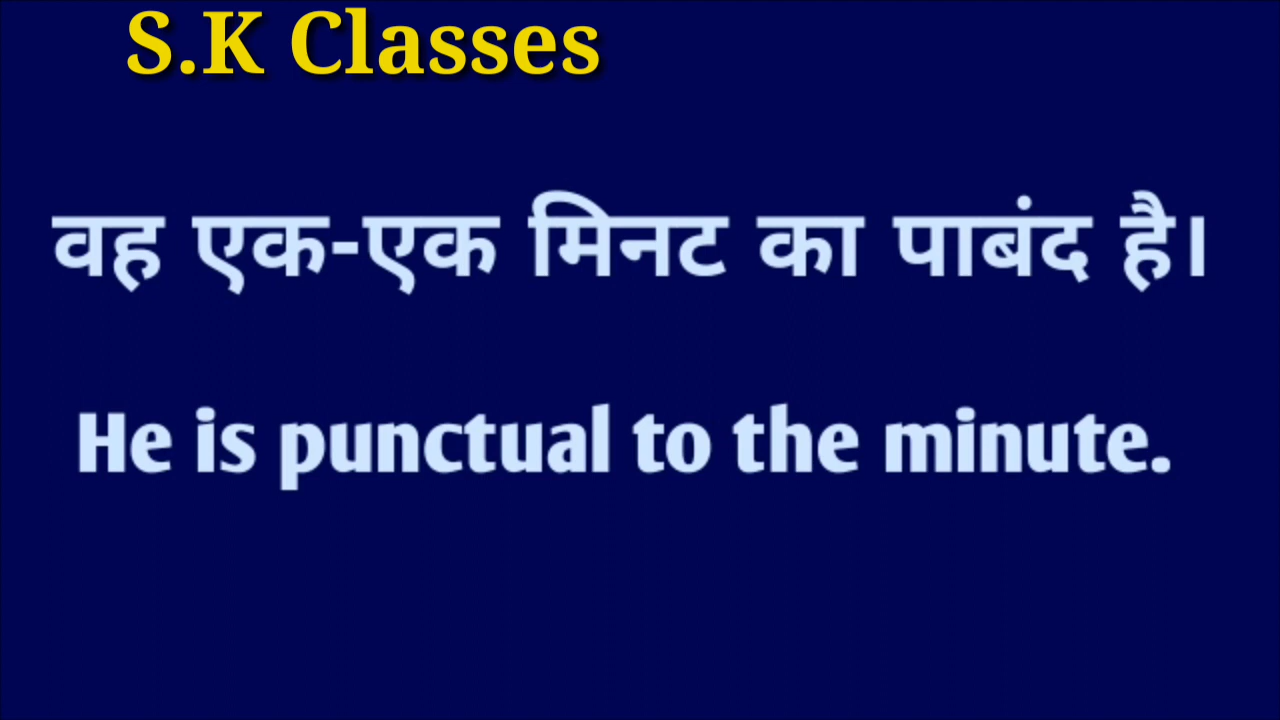 S.K Classes
वह एक-एक मिनट का पाबंद है।
He is punctual to the minute.